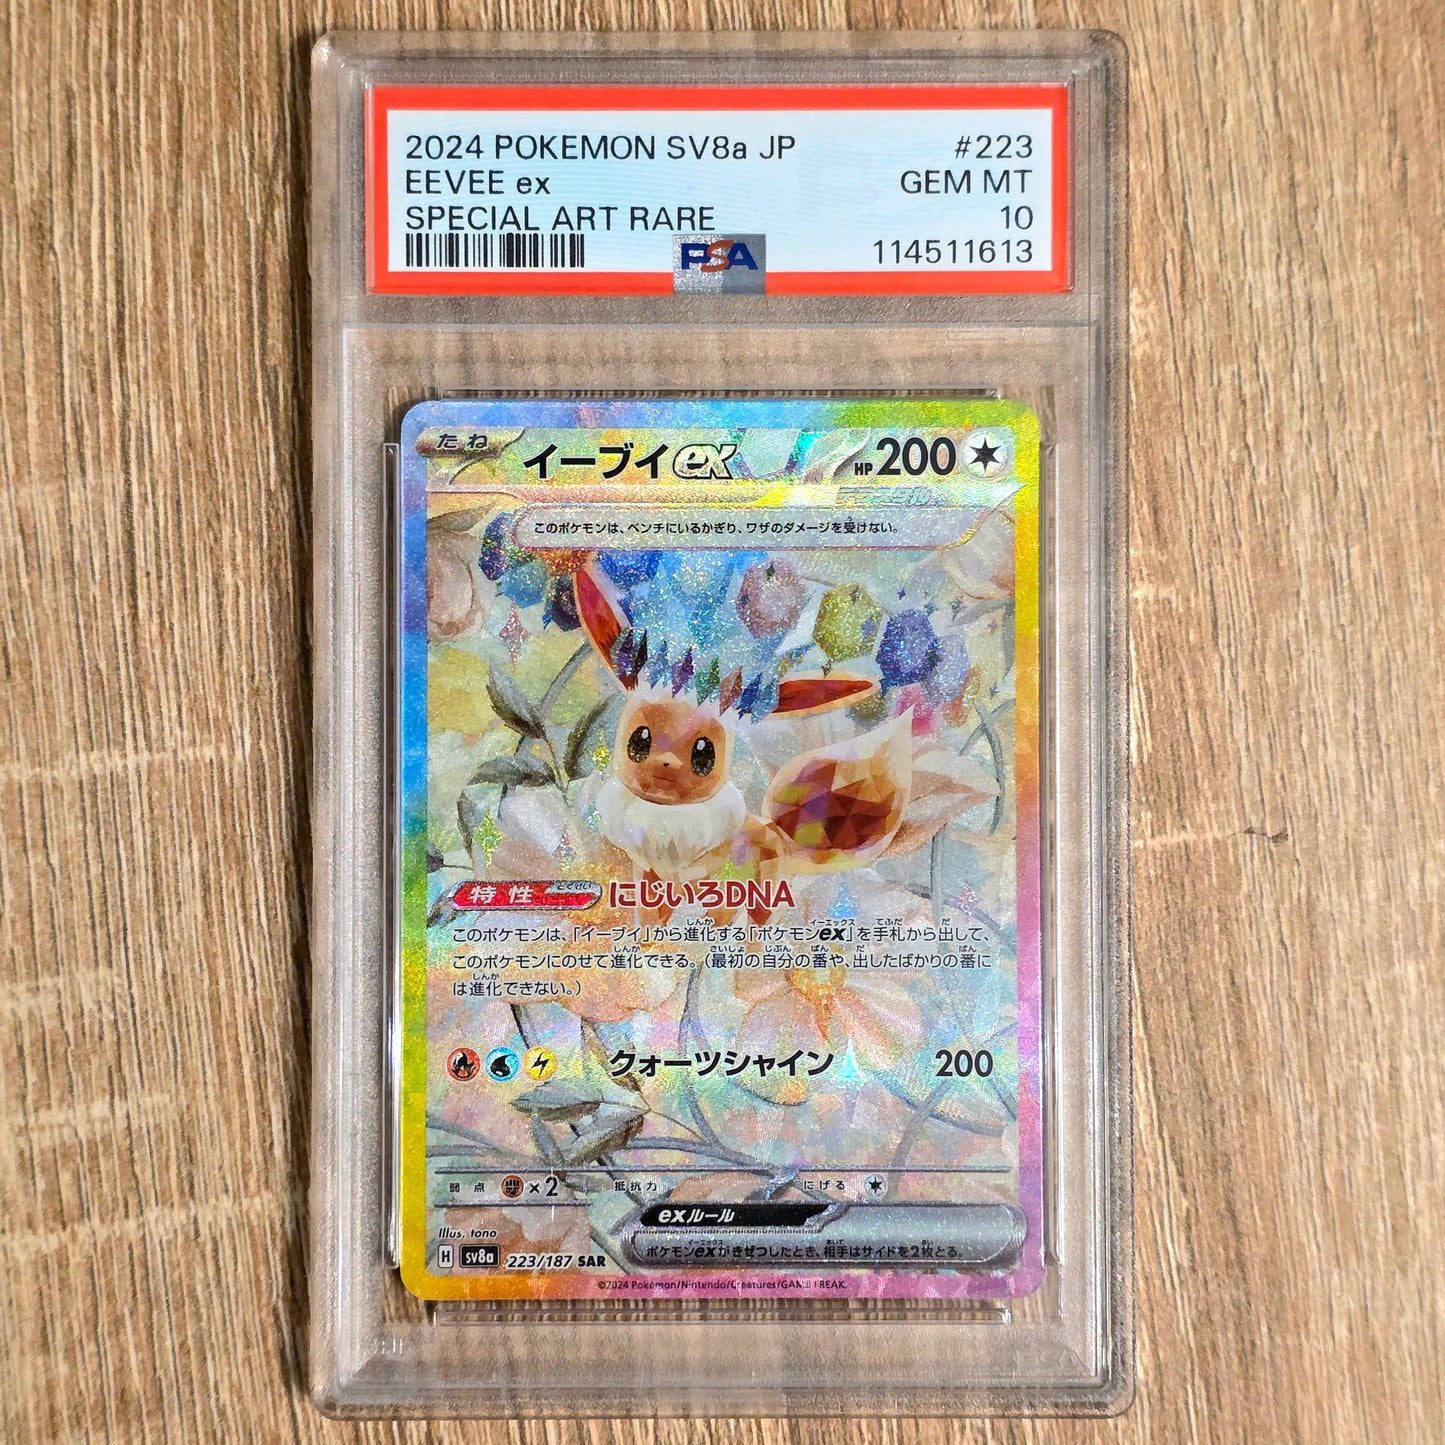 2024 POKEMON SV8a JP #223
EEVEE ex GEM MT
SPECIAL ART RARE 10
PSA 114511613
たね イーブイex HP 200
テラスタル
このポケモンは、ベンチにいるかぎり、ワザのダメージを受けない。
特性 にじいろDNA
このポケモンは、「イーブイ」から進化する「ポケモンex」を手札から出して、
このポケモンにのせて進化できる。（最初の自分の番や、出したばかりの番に
は進化できない。）
クォーツシャイン 200
弱点 ×2 抵抗力 にげる
exルール
Illus. tono
ポケモンexがきぜつしたとき、相手はサイドを2枚とる。
H sv8a 223/187 SAR
©2024 Pokémon/Nintendo/Creatures/GAME FREAK.